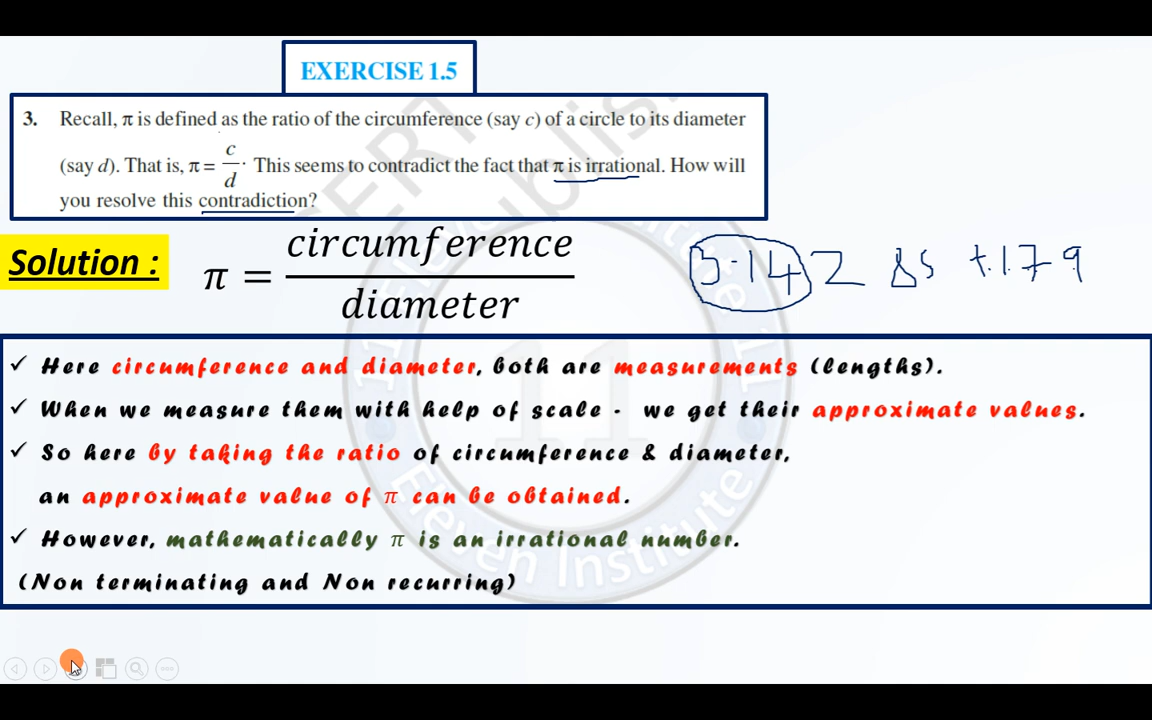 EXERCISE 1.5
3. Recall, π is defined as the ratio of the circumference (say c) of a circle to its diameter
(say d). That is, π = c/d. This seems to contradict the fact that π is irrational. How will
you resolve this contradiction?
Solution :
π = circumference/diameter
3.142
✓ Here circumference and diameter, both are measurements (lengths).
✓ When we measure them with help of scale - we get their approximate values.
✓ So here by taking the ratio of circumference & diameter,
an approximate value of π can be obtained.
✓ However, mathematically π is an irrational number.
(Non terminating and Non recurring)
11
Eleven Institute